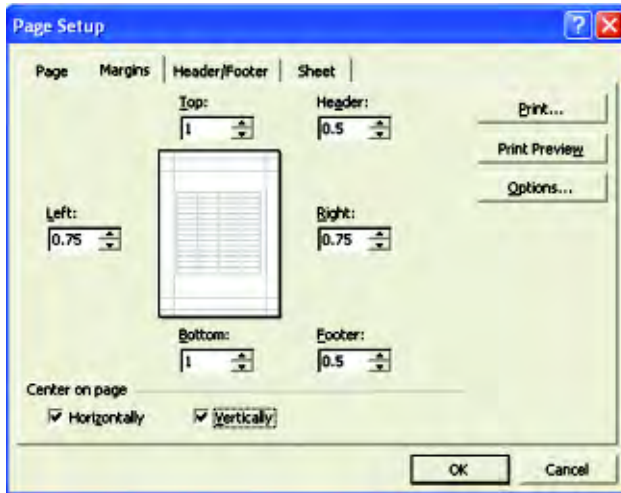 Page Setup
Page Margins Header/Footer Sheet
Top: Header:
1 0.5
Print...
Print Preview
Options...
Left: Right:
0.75 0.75
Bottom: Footer:
1 0.5
Center on page
Horizontally Vertically
OK Cancel